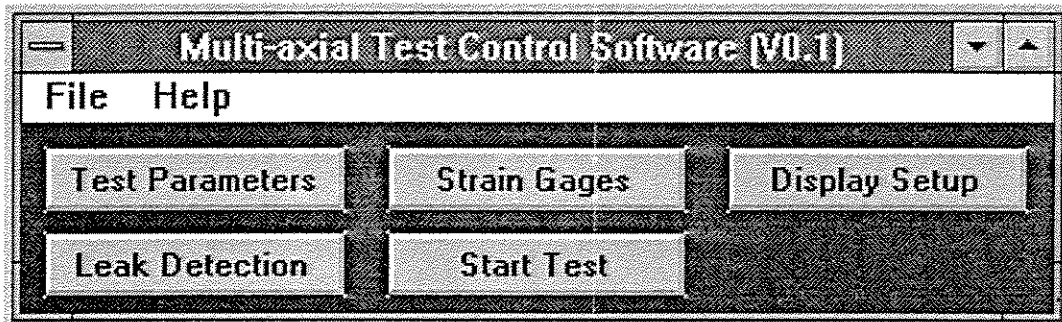 Multi-axial Test Control Software (V0.1)
File Help
Test Parameters Strain Gages Display Setup
Leak Detection Start Test